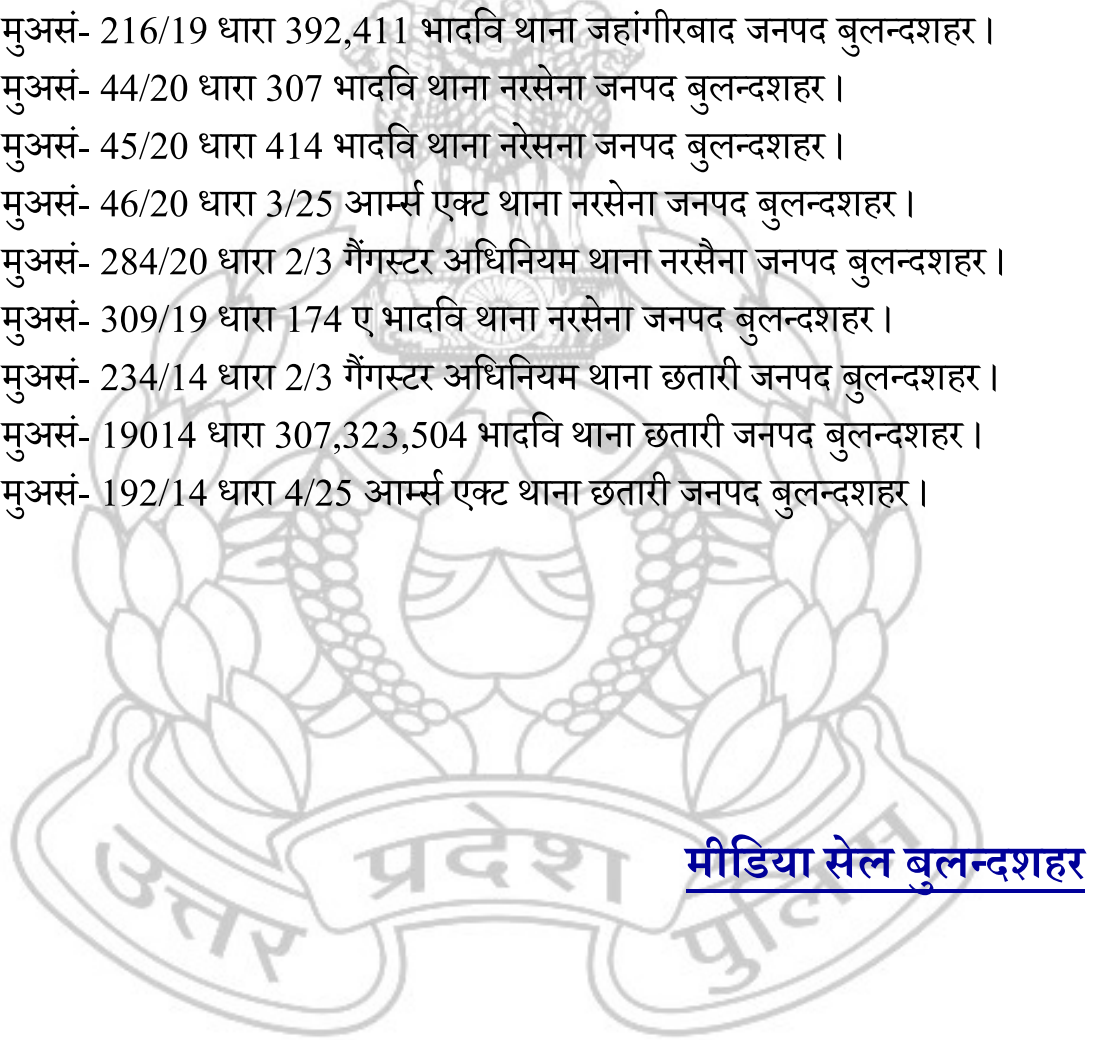 मुअसं- 216/19 धारा 392,411 भादवि थाना जहांगीरबाद जनपद बुलन्दशहर।
मुअसं- 44/20 धारा 307 भादवि थाना नरसेना जनपद बुलन्दशहर।
मुअसं- 45/20 धारा 414 भादवि थाना नरेसना जनपद बुलन्दशहर।
मुअसं- 46/20 धारा 3/25 आर्म्स एक्ट थाना नरसेना जनपद बुलन्दशहर।
मुअसं- 284/20 धारा 2/3 गैंगस्टर अधिनियम थाना नरसैना जनपद बुलन्दशहर।
मुअसं- 309/19 धारा 174 ए भादवि थाना नरसेना जनपद बुलन्दशहर।
मुअसं- 234/14 धारा 2/3 गैंगस्टर अधिनियम थाना छतारी जनपद बुलन्दशहर।
मुअसं- 19014 धारा 307,323,504 भादवि थाना छतारी जनपद बुलन्दशहर।
मुअसं- 192/14 धारा 4/25 आर्म्स एक्ट थाना छतारी जनपद बुलन्दशहर।
मीडिया सेल बुलन्दशहर
उत्तर प्रदेश पुलिस